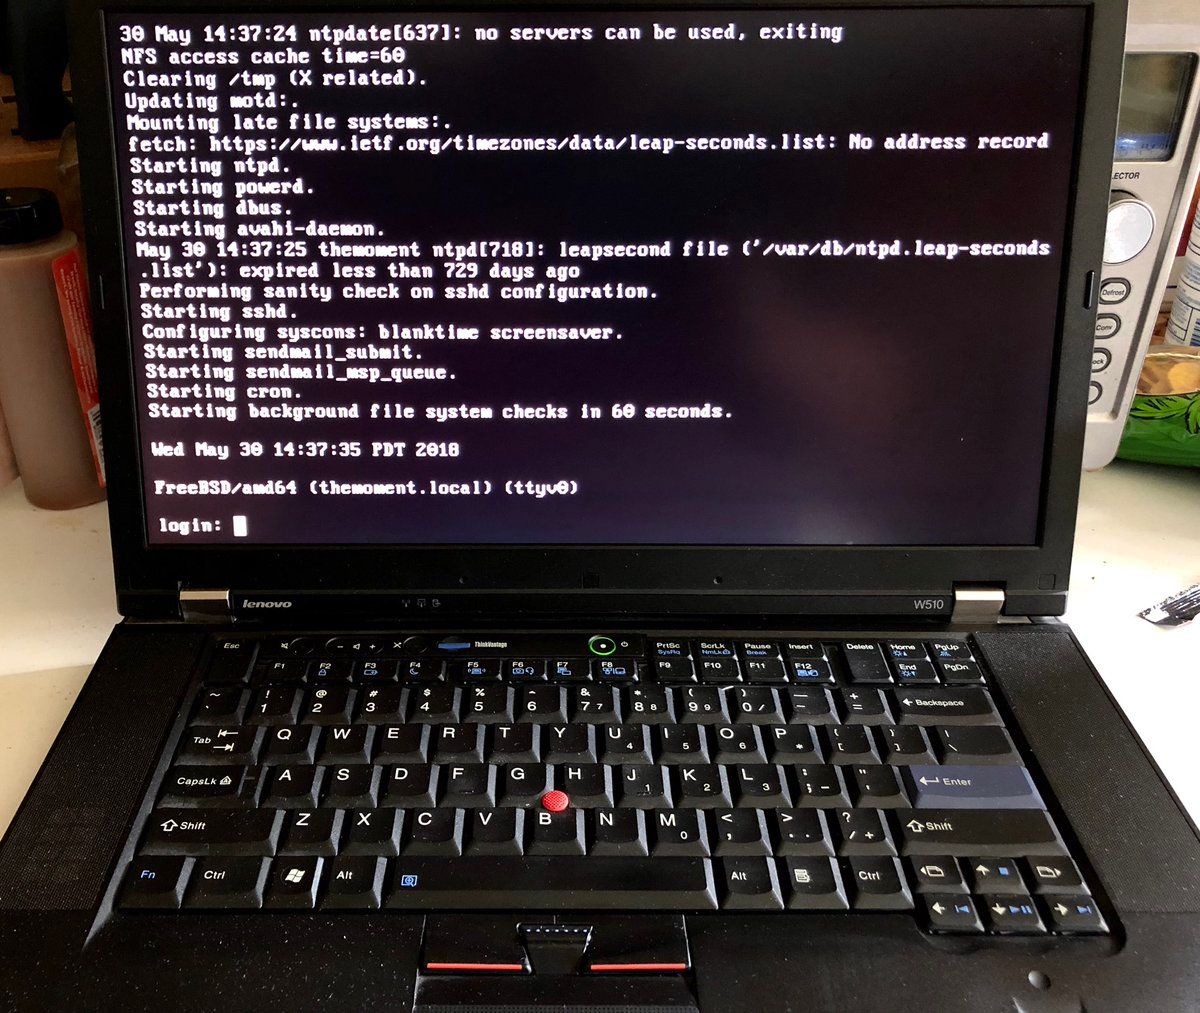 30 May 14:37:24 ntpdate[637]: no servers can be used, exiting
NFS access cache time=60
Clearing /tmp (X related).
Updating motd:.
Mounting late file systems:.
fetch: https://www.ietf.org/timezones/data/leap-seconds.list: No address record
Starting ntpd.
Starting powerd.
Starting dbus.
Starting avahi-daemon.
May 30 14:37:25 themoment ntpd[718]: leapsecond file ('/var/db/ntpd.leap-seconds
.list'): expired less than 729 days ago
Performing sanity check on sshd configuration.
Starting sshd.
Configuring syscons: blanktime screensaver.
Starting sendmail_submit.
Starting sendmail_msp_queue.
Starting cron.
Starting background file system checks in 60 seconds.
Wed May 30 14:37:35 PDT 2018
FreeBSD/amd64 (themoment.local) (ttyv0)
login:
Defrost
Conv
lenovo
W510
Esc ThinkVantage PrtSc SysRq ScrLk NmLk Pause Break Insert Delete Home PgUp
F1 F2 F3 F4 F5 F6 F7 F8 F9 F10 F11 F12 End PgDn
~ ` ! 1 @ 2 # 3 $ 4 % 5 ^ 6 & 7 7 * 8 8 ( 9 9 ) 0 / _ - + = Backspace
Tab Q W E R T Y U 4 I 5 O 6 P * { [ } ] | \
CapsLk A S D F G H J 1 K 2 L 3 : ; - " ' Enter
Shift Z X C V B N M 0 < , > . . ? / + Shift
Fn Ctrl Alt Alt Ctrl